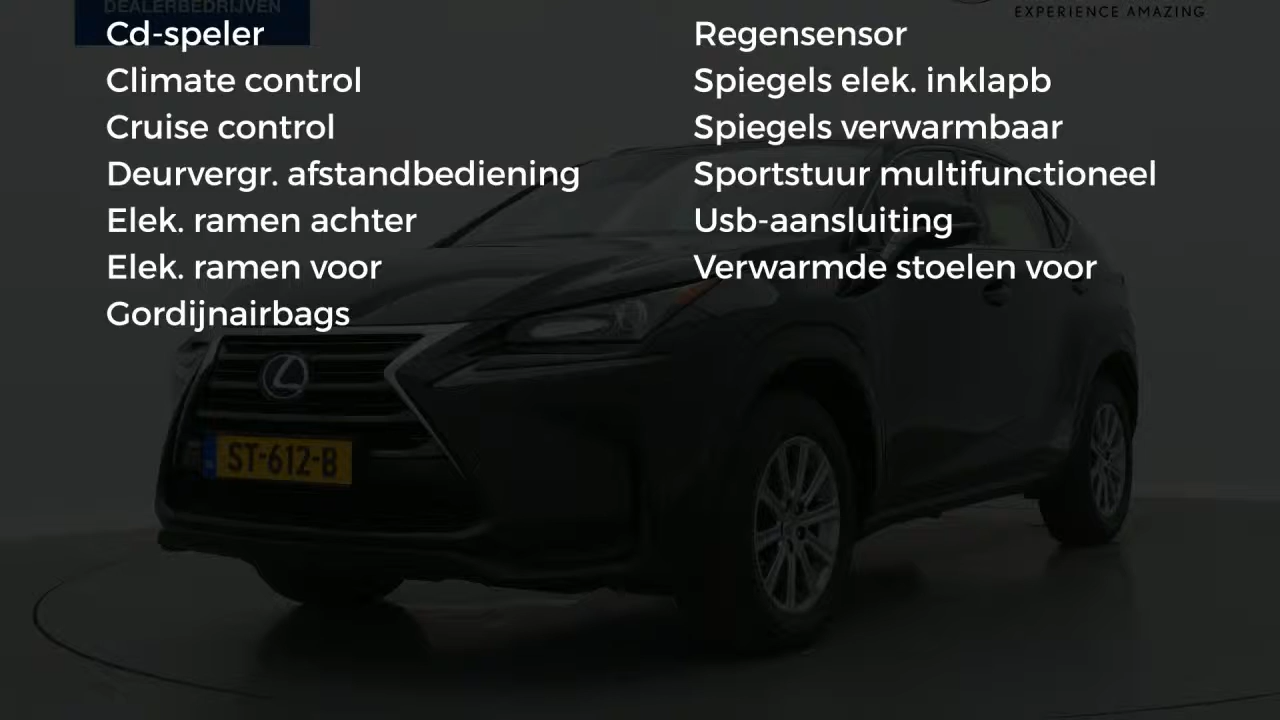 DEALERBEDRIJVEN
EXPERIENCE AMAZING
Cd-speler
Climate control
Cruise control
Deurvergr. afstandbediening
Elek. ramen achter
Elek. ramen voor
Gordijnairbags
Regensensor
Spiegels elek. inklapb
Spiegels verwarmbaar
Sportstuur multifunctioneel
Usb-aansluiting
Verwarmde stoelen voor
ST-612-B